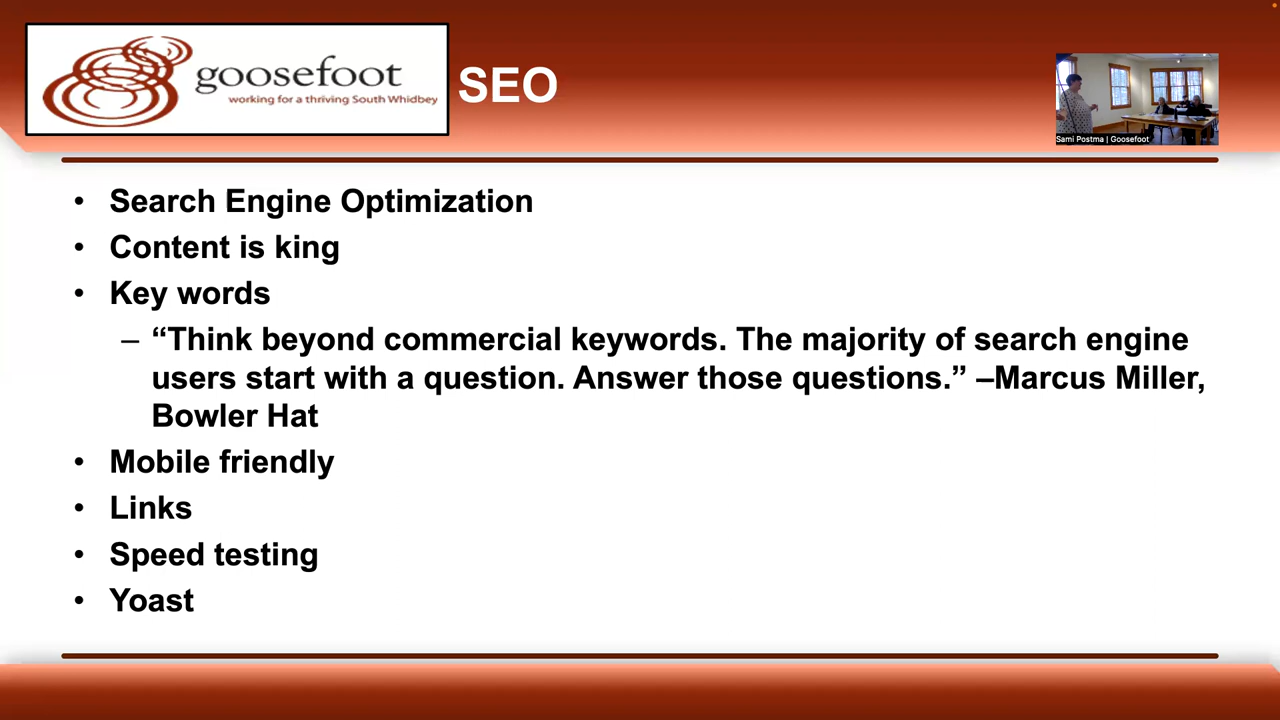 goosefoot
working for a thriving South Whidbey
SEO
Sami Postma | Goosefoot
• Search Engine Optimization
• Content is king
• Key words
– “Think beyond commercial keywords. The majority of search engine
users start with a question. Answer those questions.” –Marcus Miller,
Bowler Hat
• Mobile friendly
• Links
• Speed testing
• Yoast